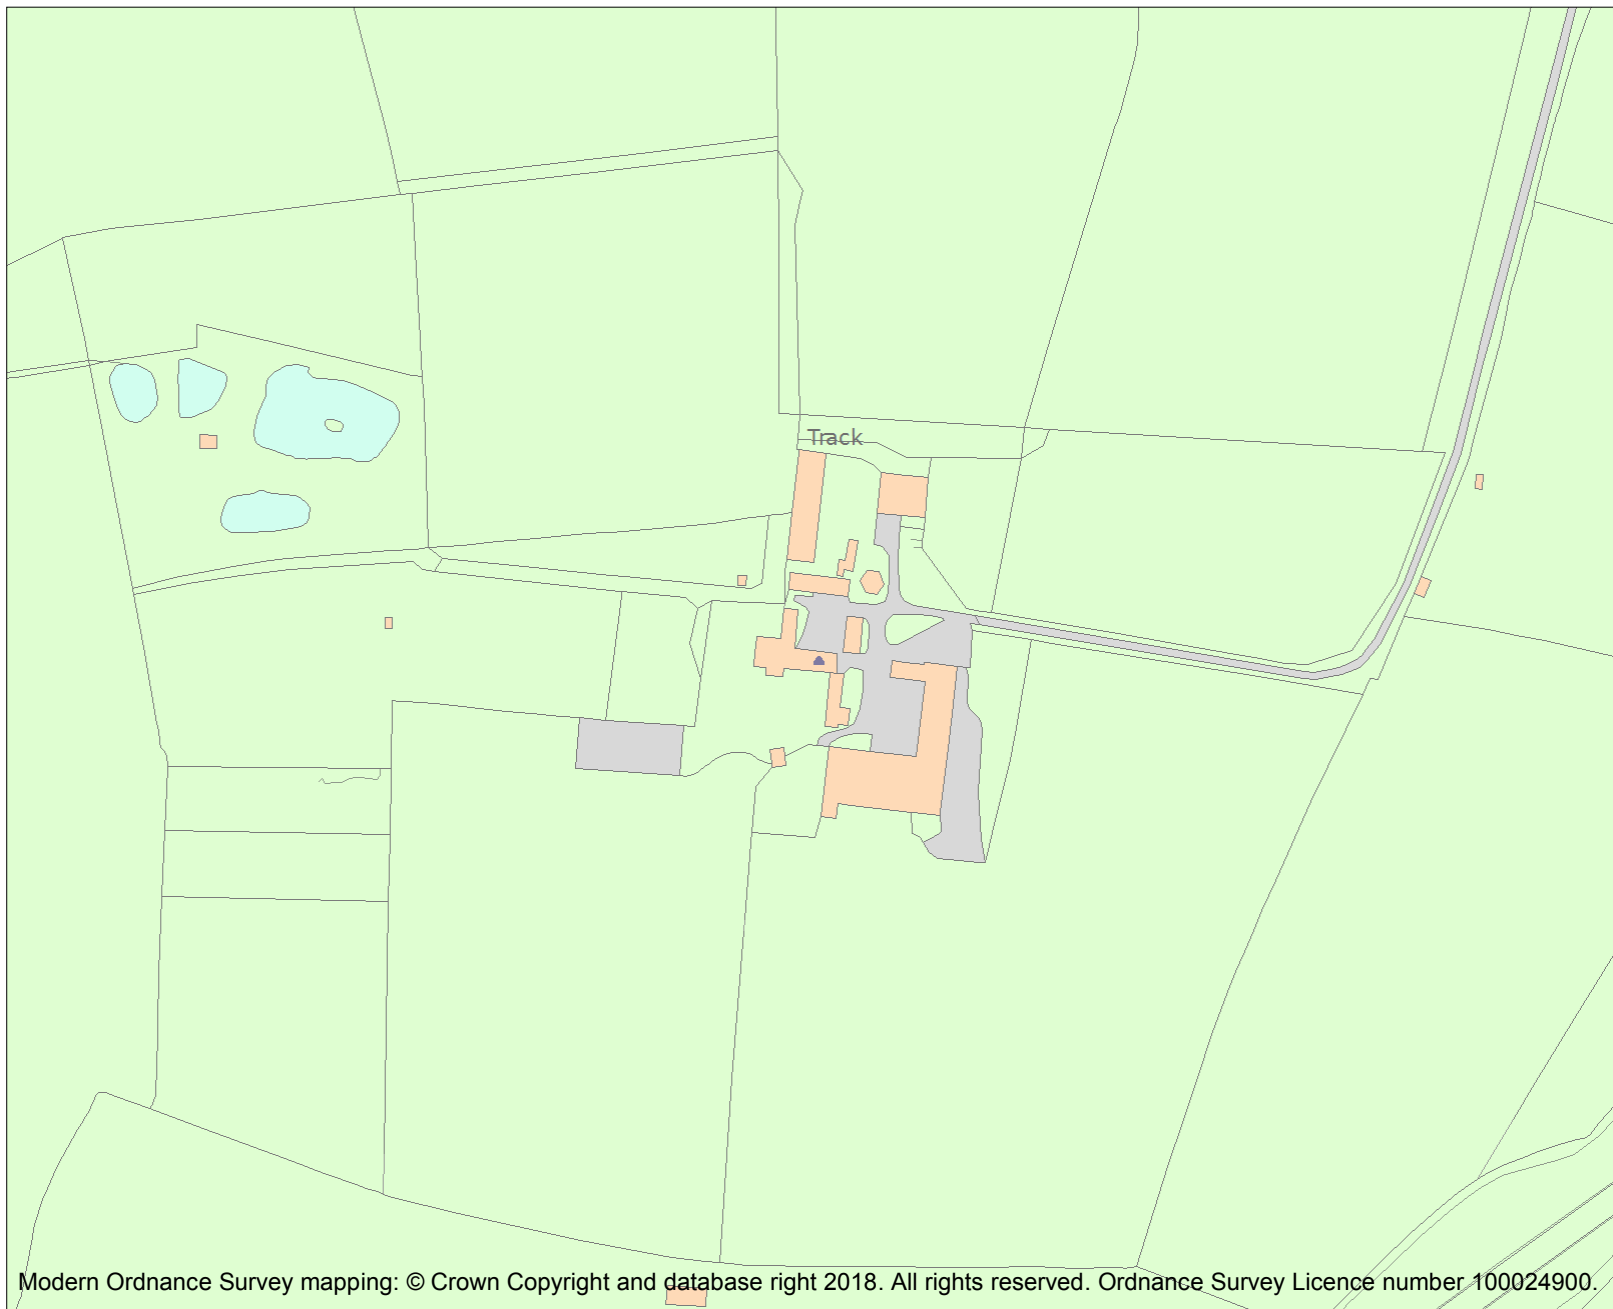 Track
Modern Ordnance Survey mapping: © Crown Copyright and database right 2018. All rights reserved. Ordnance Survey Licence number 100024900.